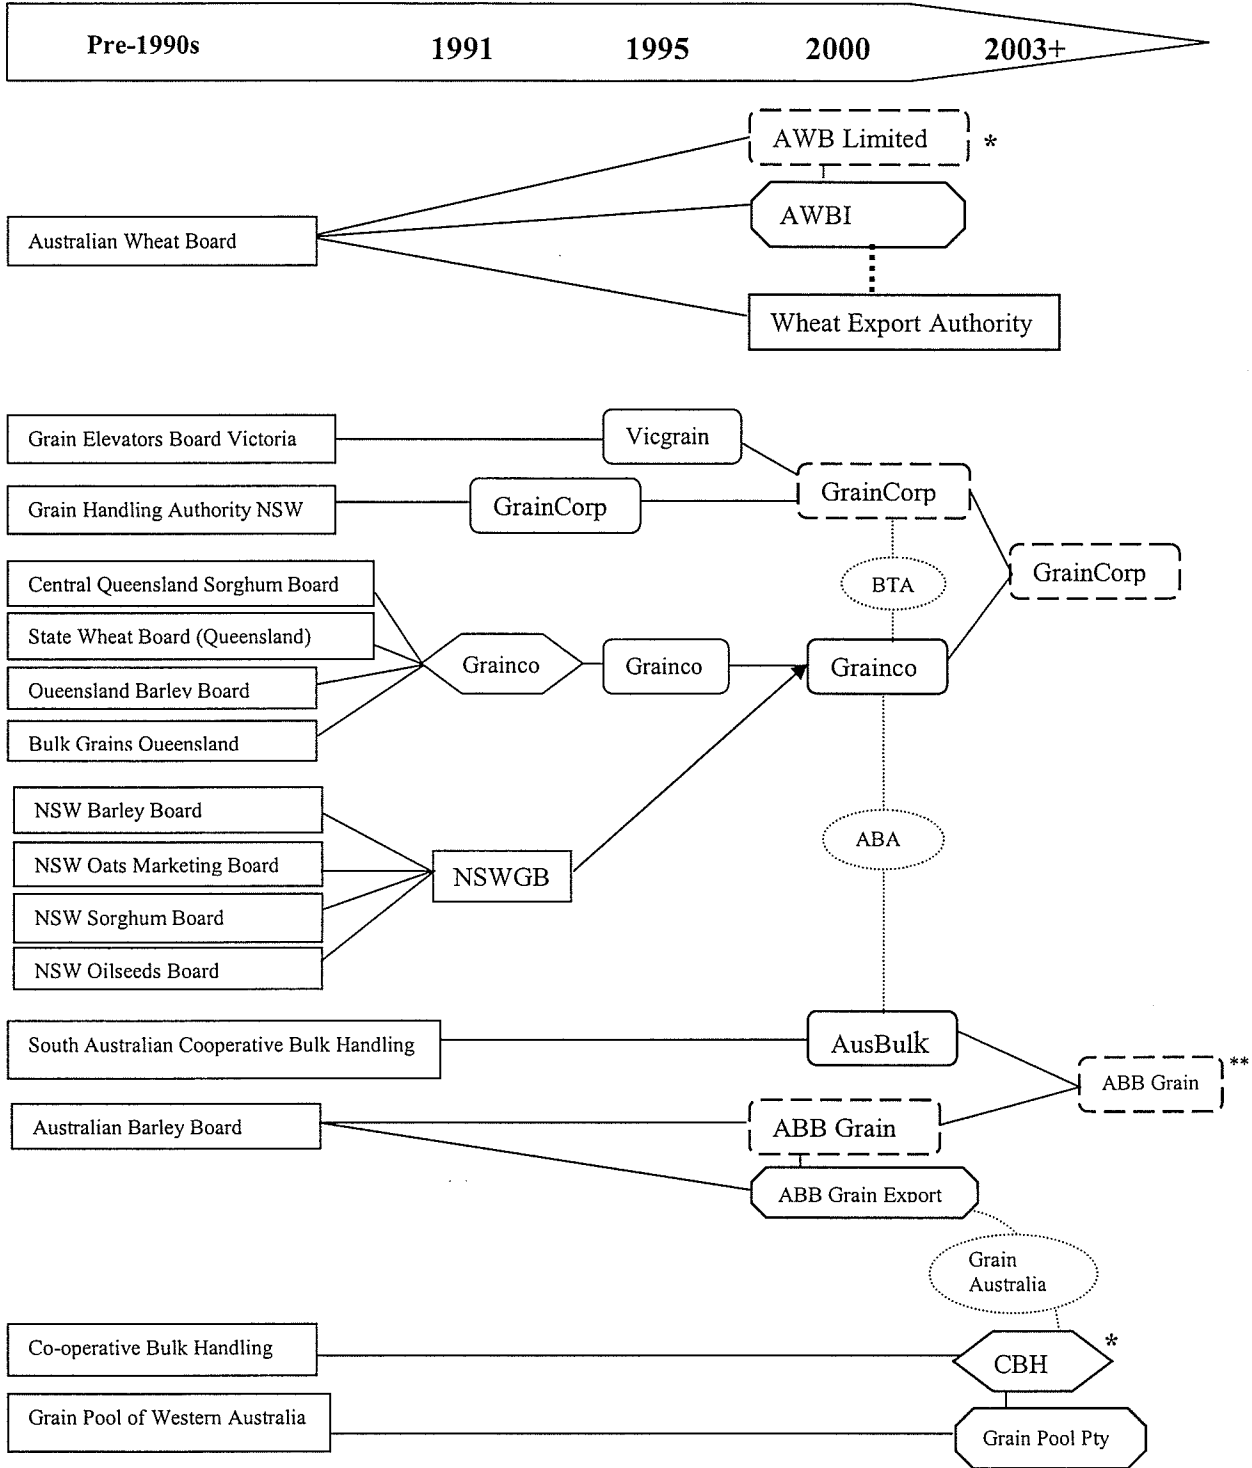 Pre-1990s 1991 1995 2000 2003+
AWB Limited *
AWBI
Australian Wheat Board
Wheat Export Authority
Grain Elevators Board Victoria
Vicgrain
GrainCorp
Grain Handling Authority NSW
GrainCorp
GrainCorp
BTA
Central Queensland Sorghum Board
State Wheat Board (Queensland)
Queensland Barley Board
Bulk Grains Queensland
Grainco
Grainco
Grainco
NSW Barley Board
NSW Oats Marketing Board
NSW Sorghum Board
NSW Oilseeds Board
NSWGB
ABA
South Australian Cooperative Bulk Handling
AusBulk
ABB Grain **
Australian Barley Board
ABB Grain
ABB Grain Export
Grain
Australia
Co-operative Bulk Handling
CBH *
Grain Pool of Western Australia
Grain Pool Pty